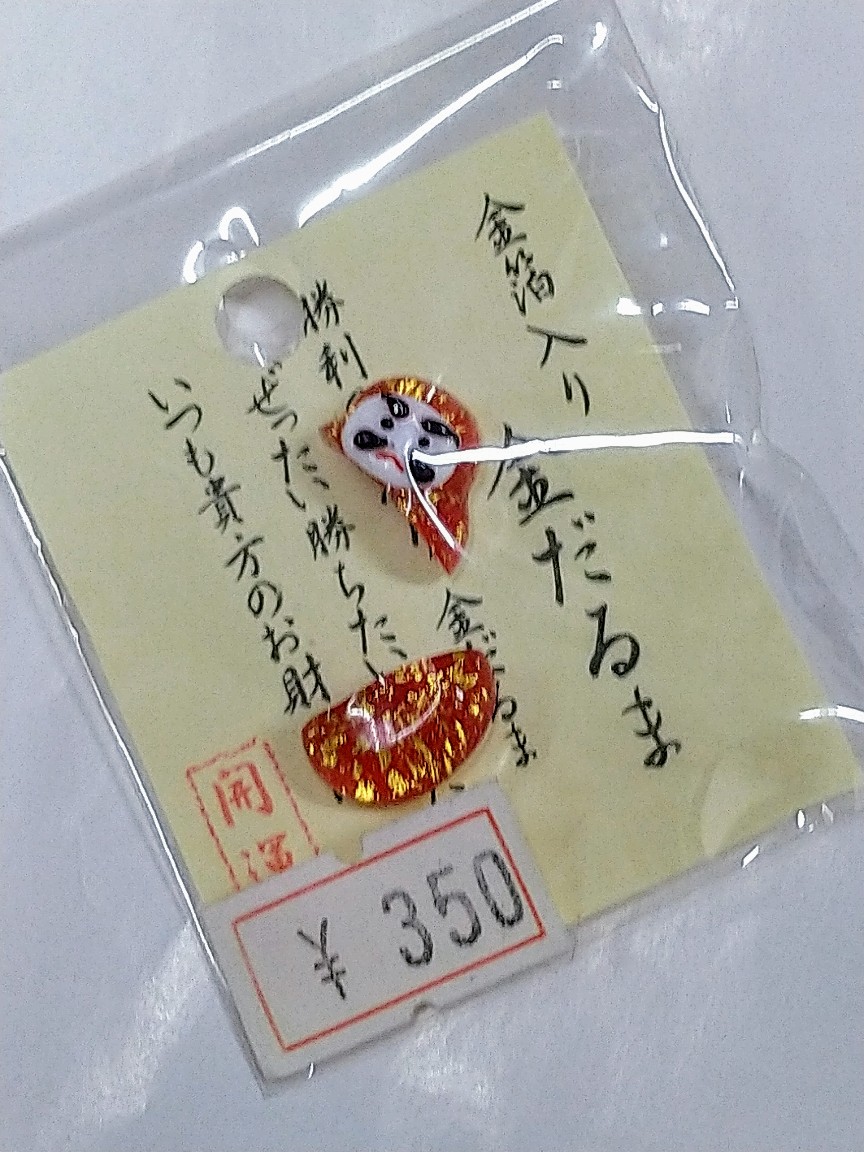 金箔入り
金だるま
金だるま
勝利
ぜったい勝ちたい
いつも貴方のお財
開運
¥ 350